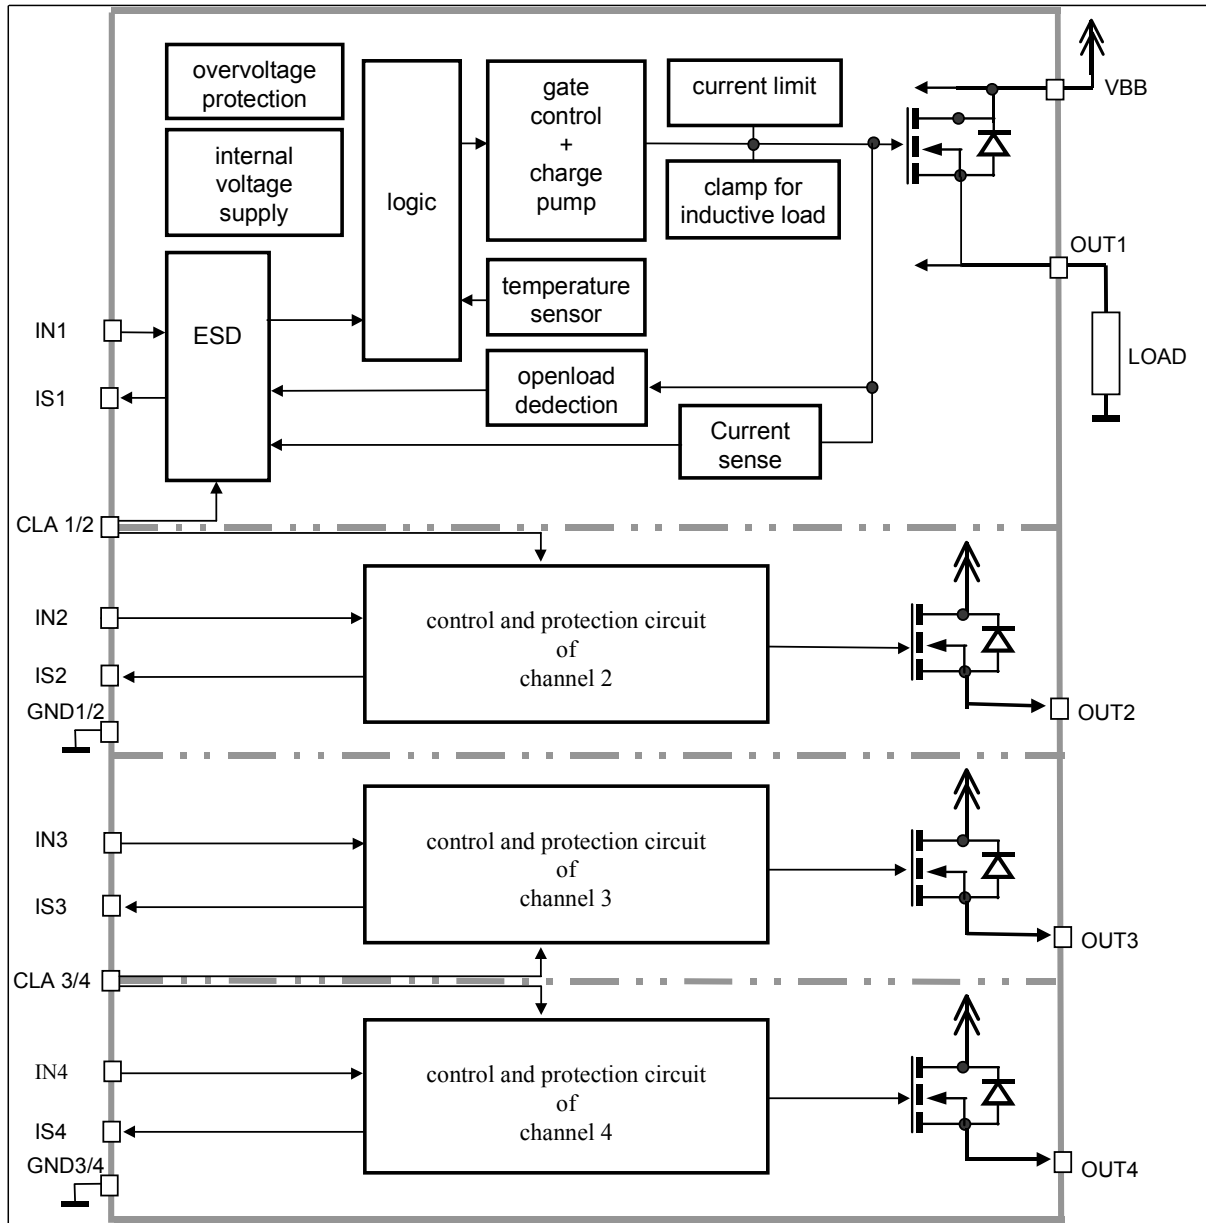 overvoltage
protection
internal
voltage
supply
logic
gate
control
+
charge
pump
current limit
clamp for
inductive load
VBB
OUT1
LOAD
temperature
sensor
ESD
IN1
IS1
openload
dedection
Current
sense
CLA 1/2
IN2
IS2
GND1/2
control and protection circuit
of
channel 2
OUT2
IN3
IS3
control and protection circuit
of
channel 3
OUT3
CLA 3/4
IN4
IS4
GND3/4
control and protection circuit
of
channel 4
OUT4